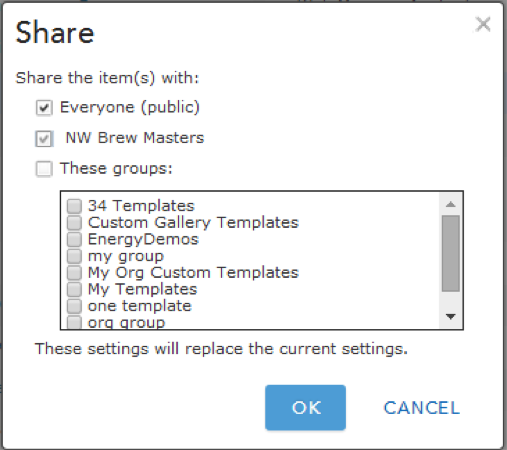 Share
Share the item(s) with:
Everyone (public)
NW Brew Masters
These groups:
34 Templates
Custom Gallery Templates
EnergyDemos
my group
My Org Custom Templates
My Templates
one template
org group
These settings will replace the current settings.
OK CANCEL